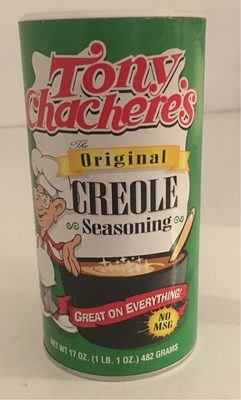 Tony
Chachere's
The
Original
CREOLE
Seasoning
GREAT ON EVERYTHING!
NO
MSG
NET WT 17 OZ. (1 LB. 1 OZ.) 482 GRAMS